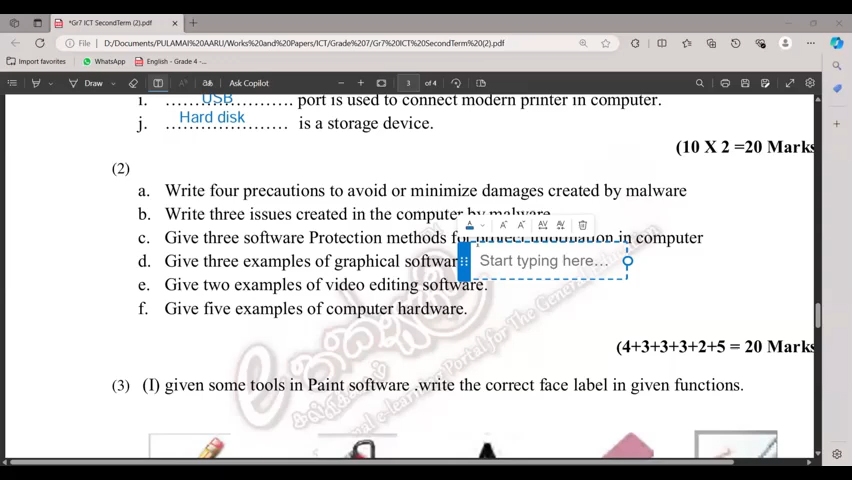 *Gr7 ICT SecondTerm (2).pdf
File
D:/Documents/PULAMAI%20AARU/Works%20and%20Papers/ICT/Grade%207/Gr7%20ICT%20SecondTerm%20(2).pdf
Import favorites
WhatsApp
English - Grade 4 -...
Draw
Ask Copilot
3 of 4
i. …………………… port is used to connect modern printer in computer.
USB
j. …………………… is a storage device.
Hard disk
(10 X 2 =20 Marks
(2)
a. Write four precautions to avoid or minimize damages created by malware
b. Write three issues created in the computer by malware
c. Give three software Protection methods for protect information in computer
d. Give three examples of graphical software
Start typing here...
e. Give two examples of video editing software.
f. Give five examples of computer hardware.
(4+3+3+3+2+5 = 20 Marks
(3) (I) given some tools in Paint software .write the correct face label in given functions.